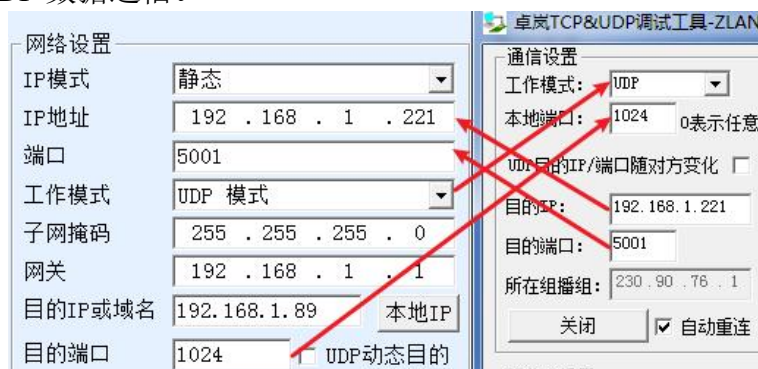 数据通信
卓岚TCP&UDP调试工具-ZLAN
网络设置
IP模式 静态
IP地址 192 . 168 . 1 . 221
端口 5001
工作模式 UDP 模式
子网掩码 255 . 255 . 255 . 0
网关 192 . 168 . 1 . 1
目的IP或域名 192.168.1.89 本地IP
目的端口 1024 UDP动态目的
通信设置
工作模式: UDP
本地端口: 1024 0表示任意
UDP目的IP/端口随对方变化
目的IP: 192.168.1.221
目的端口: 5001
所在组播组: 230 . 90 . 76 . 1
关闭 自动重连